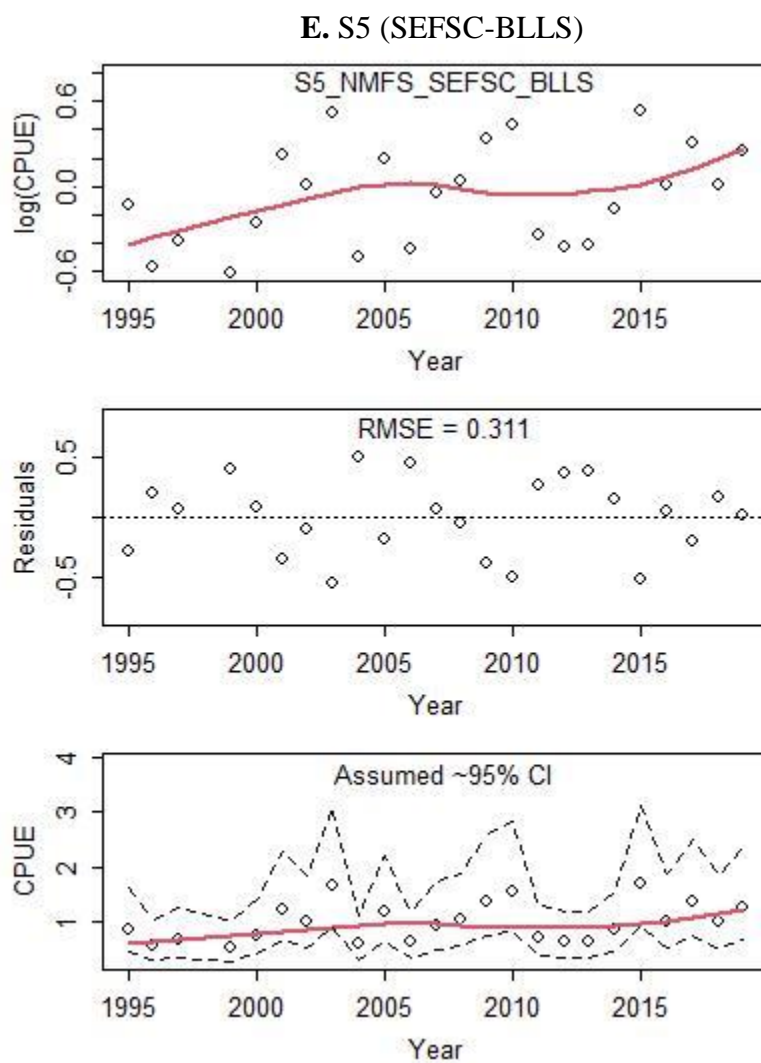 E. S5 (SEFSC-BLLS)
S5_NMFS_SEFSC_BLLS
log(CPUE)
0.6
0.0
-0.6
1995 2000 2005 2010 2015
Year
RMSE = 0.311
Residuals
0.5
-0.5
1995 2000 2005 2010 2015
Year
Assumed ~95% CI
CPUE
4
3
2
1
1995 2000 2005 2010 2015
Year